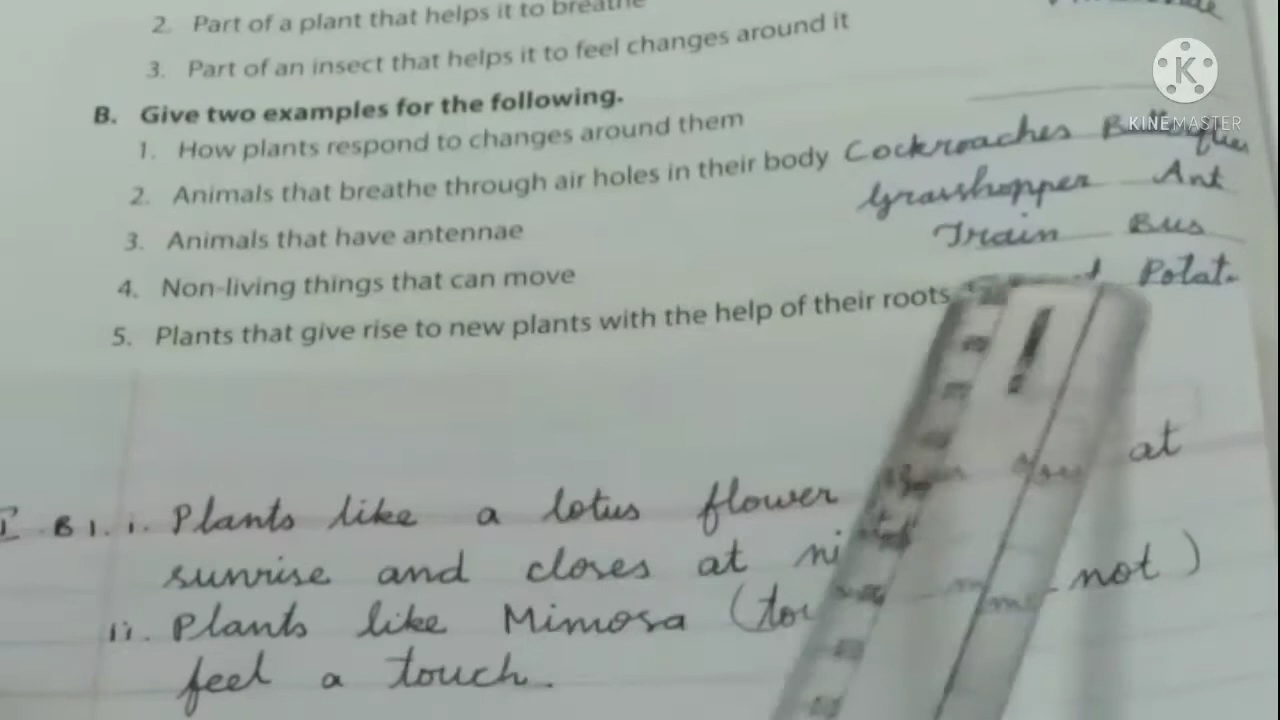 2. Part of a plant that helps it to breathe
3. Part of an insect that helps it to feel changes around it
B. Give two examples for the following.
1. How plants respond to changes around them
2. Animals that breathe through air holes in their body Cockroaches
3. Animals that have antennae Grasshopper Ant
4. Non-living things that can move Train Bus
5. Plants that give rise to new plants with the help of their roots
K
KINEMASTER
B 1. i. Plants like a lotus flower at
sunrise and closes at
ii. Plants like Mimosa not)
feel a touch.